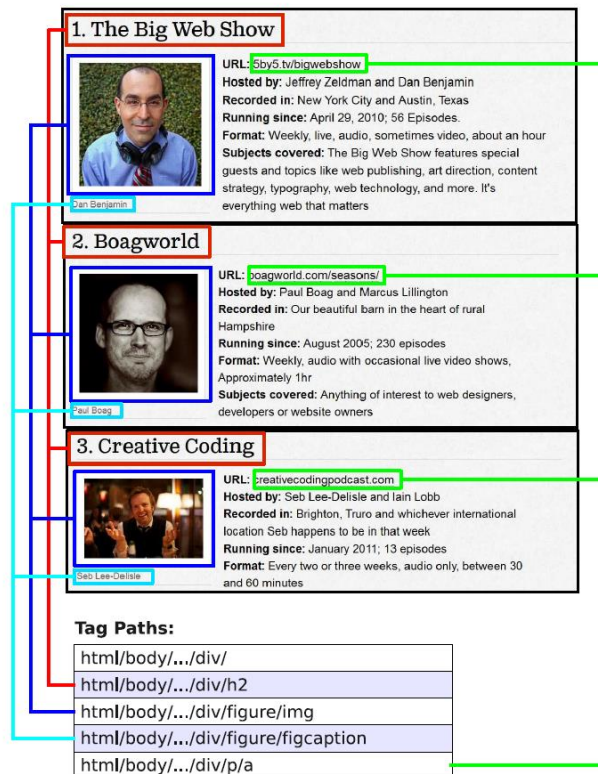 1. The Big Web Show
URL: 5by5.tv/bigwebshow
Hosted by: Jeffrey Zeldman and Dan Benjamin
Recorded in: New York City and Austin, Texas
Running since: April 29, 2010; 56 Episodes.
Format: Weekly, live, audio, sometimes video, about an hour
Subjects covered: The Big Web Show features special
guests and topics like web publishing, art direction, content
strategy, typography, web technology, and more. It's
everything web that matters
Dan Benjamin
2. Boagworld
URL: boagworld.com/seasons/
Hosted by: Paul Boag and Marcus Lillington
Recorded in: Our beautiful barn in the heart of rural
Hampshire
Running since: August 2005; 230 episodes
Format: Weekly, audio with occasional live video shows,
Approximately 1hr
Subjects covered: Anything of interest to web designers,
developers or website owners
Paul Boag
3. Creative Coding
URL: creativecodingpodcast.com
Hosted by: Seb Lee-Delisle and Iain Lobb
Recorded in: Brighton, Truro and whichever international
location Seb happens to be in that week
Running since: January 2011; 13 episodes
Format: Every two or three weeks, audio only, between 30
and 60 minutes
Seb Lee-Delisle
Tag Paths:
html/body/.../div/
html/body/.../div/h2
html/body/.../div/figure/img
html/body/.../div/figure/figcaption
html/body/.../div/p/a